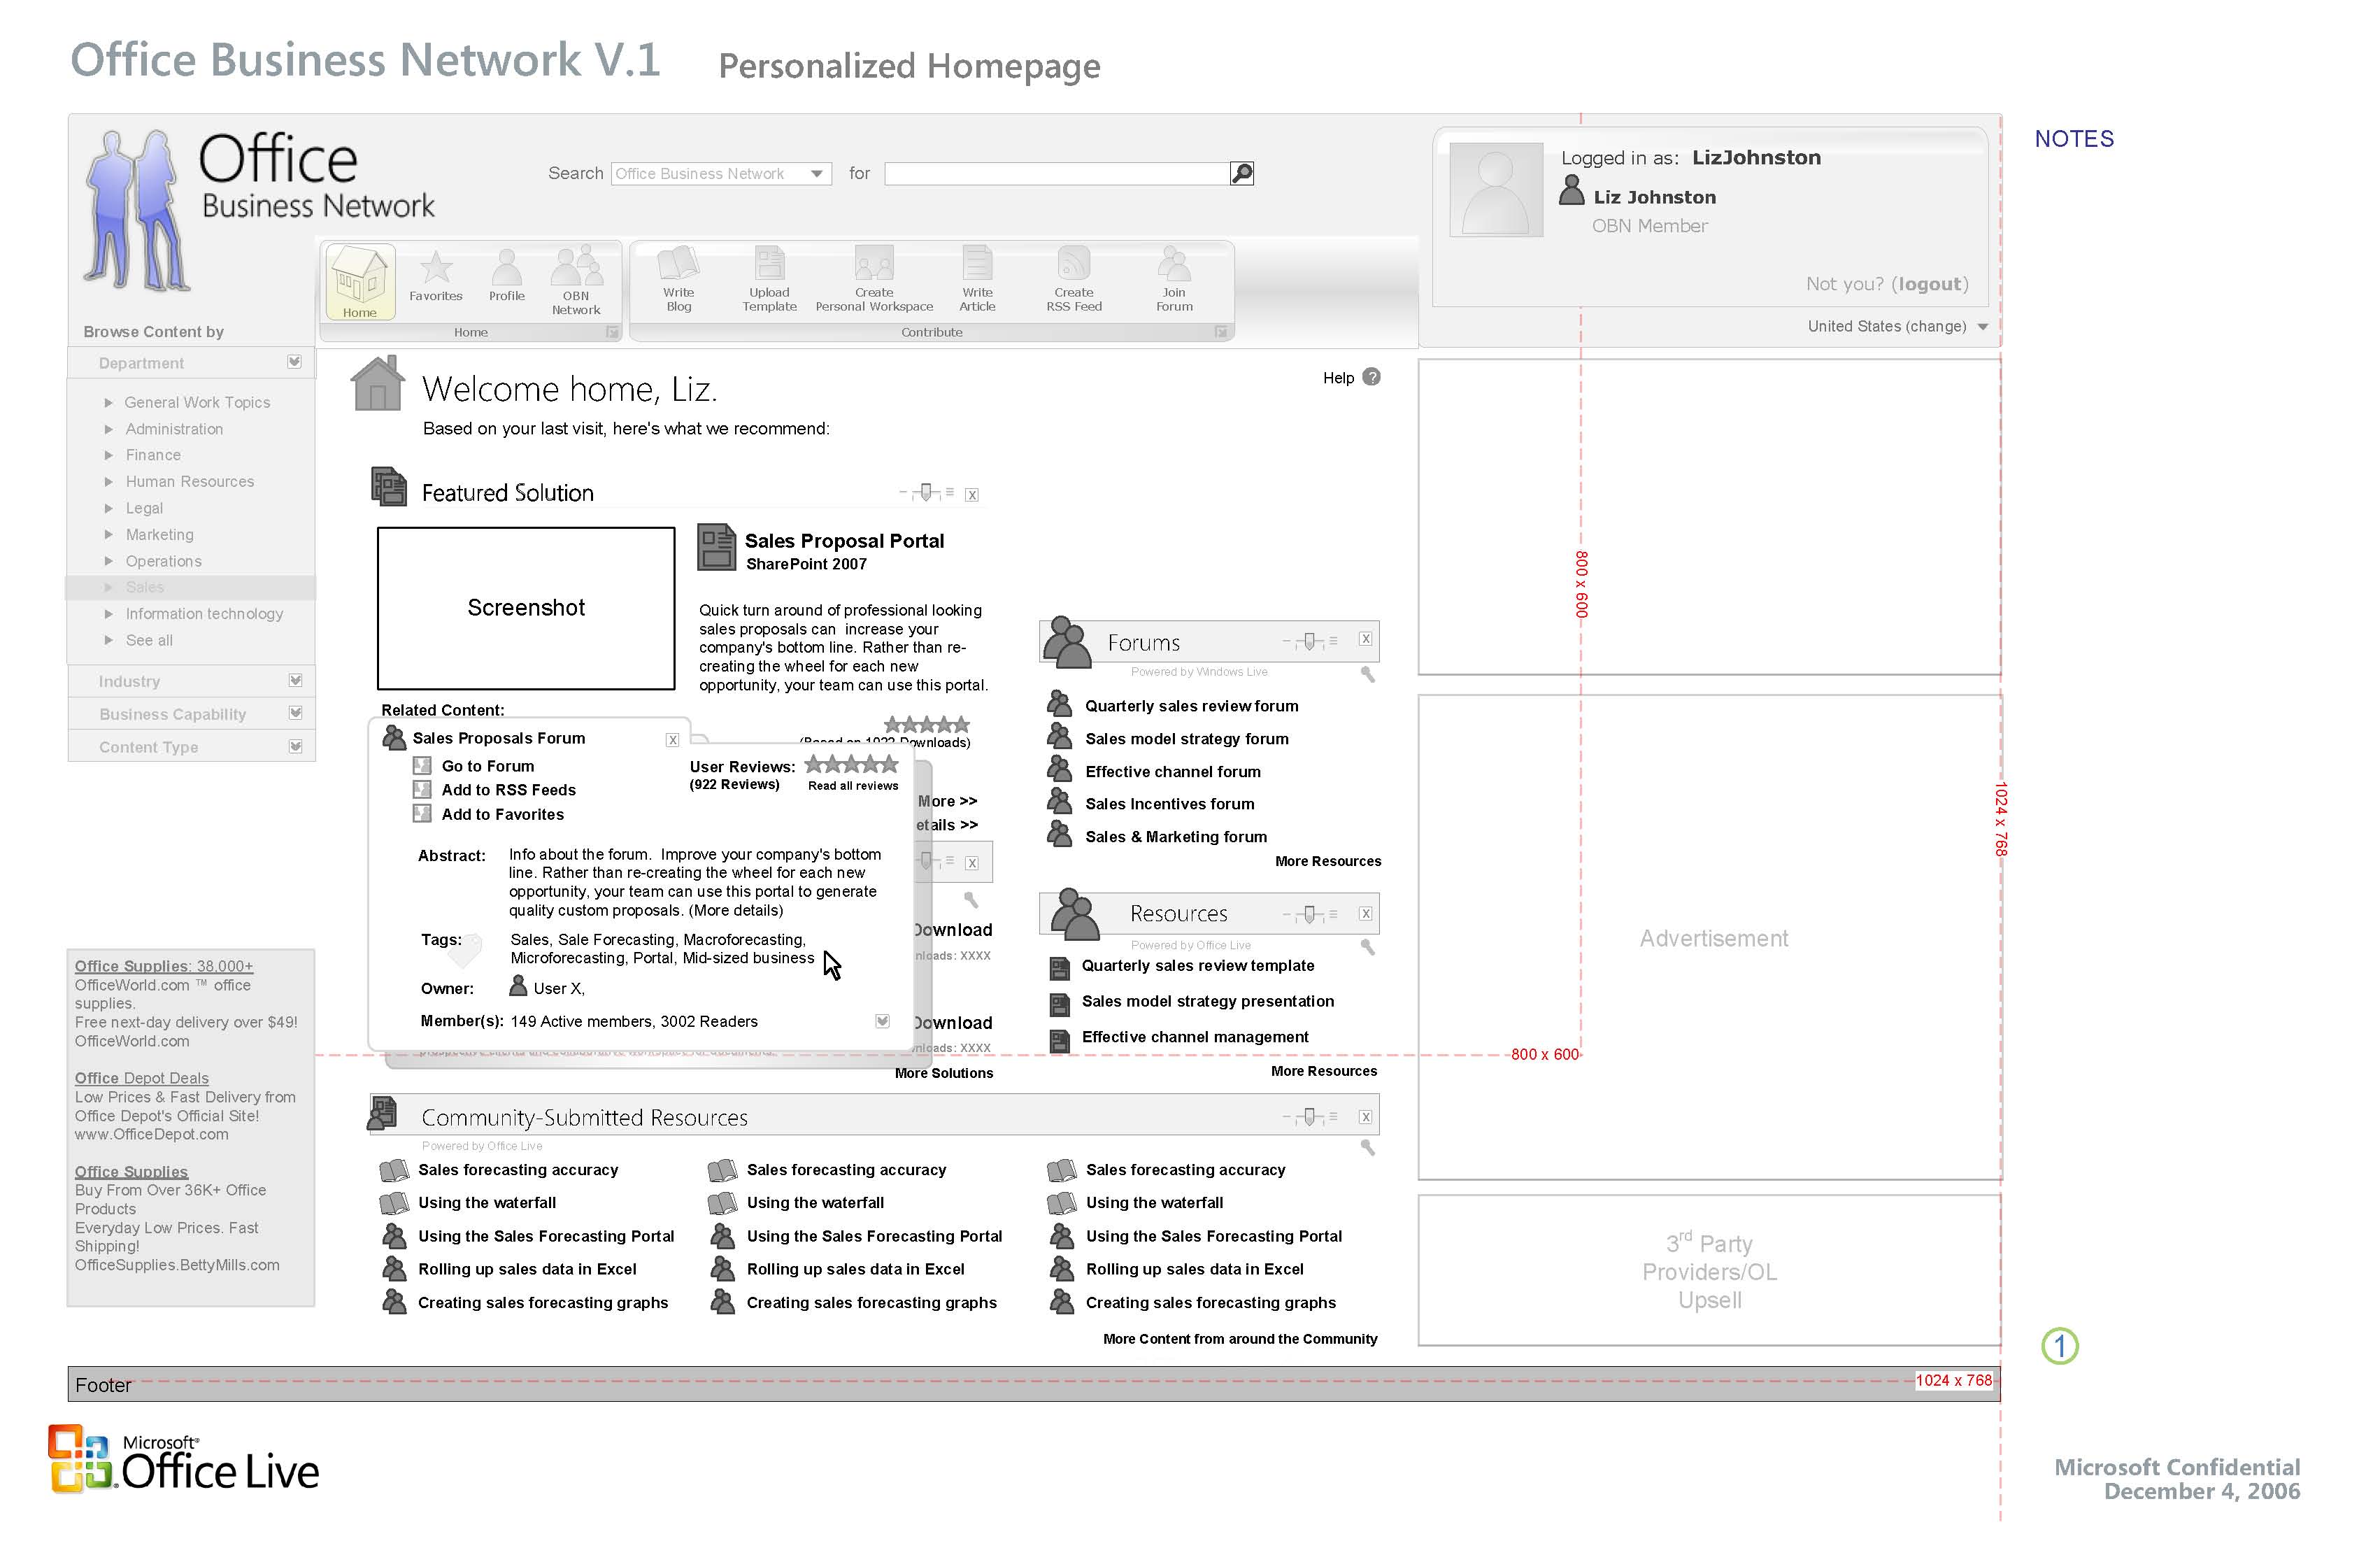 Office Business Network V.1
Personalized Homepage
Office
Business Network
Search
Office Business Network
for
Logged in as: LizJohnston
Liz Johnston
OBN Member
Not you? (logout)
United States (change)
NOTES
Home
Favorites
Profile
OBN
Network
Home
Write
Blog
Upload
Template
Create
Personal Workspace
Write
Article
Create
RSS Feed
Join
Forum
Contribute
Browse Content by
Department
General Work Topics
Administration
Finance
Human Resources
Legal
Marketing
Operations
Sales
Information technology
See all
Industry
Business Capability
Content Type
Office Supplies: 38,000+
OfficeWorld.com ™ office
supplies.
Free next-day delivery over $49!
OfficeWorld.com
Office Depot Deals
Low Prices & Fast Delivery from
Office Depot's Official Site!
www.OfficeDepot.com
Office Supplies
Buy From Over 36K+ Office
Products
Everyday Low Prices. Fast
Shipping!
OfficeSupplies.BettyMills.com
Welcome home, Liz.
Help ?
Based on your last visit, here's what we recommend:
Featured Solution
X
Screenshot
Sales Proposal Portal
SharePoint 2007
Quick turn around of professional looking
sales proposals can increase your
company's bottom line. Rather than re-
creating the wheel for each new
opportunity, your team can use this portal.
Related Content:
(Based on 1922 Downloads)
Sales Proposals Forum
X
Go to Forum
Add to RSS Feeds
Add to Favorites
User Reviews:
(922 Reviews)
Read all reviews
Abstract: Info about the forum. Improve your company's bottom
line. Rather than re-creating the wheel for each new
opportunity, your team can use this portal to generate
quality custom proposals. (More details)
Tags: Sales, Sale Forecasting, Macroforecasting,
Microforecasting, Portal, Mid-sized business
Owner: User X,
Member(s): 149 Active members, 3002 Readers
More >>
etails >>
X
Download
nloads: XXXX
Download
nloads: XXXX
More Solutions
Forums
X
Powered by Windows Live
Quarterly sales review forum
Sales model strategy forum
Effective channel forum
Sales Incentives forum
Sales & Marketing forum
More Resources
Resources
X
Powered by Office Live
Quarterly sales review template
Sales model strategy presentation
Effective channel management
More Resources
Community-Submitted Resources
X
Powered by Office Live
Sales forecasting accuracy
Using the waterfall
Using the Sales Forecasting Portal
Rolling up sales data in Excel
Creating sales forecasting graphs
Sales forecasting accuracy
Using the waterfall
Using the Sales Forecasting Portal
Rolling up sales data in Excel
Creating sales forecasting graphs
Sales forecasting accuracy
Using the waterfall
Using the Sales Forecasting Portal
Rolling up sales data in Excel
Creating sales forecasting graphs
More Content from around the Community
800 x 600
1024 x 768
800 x 600
Advertisement
3rd Party
Providers/OL
Upsell
1
Footer
1024 x 768
Microsoft®
Office Live
Microsoft Confidential
December 4, 2006